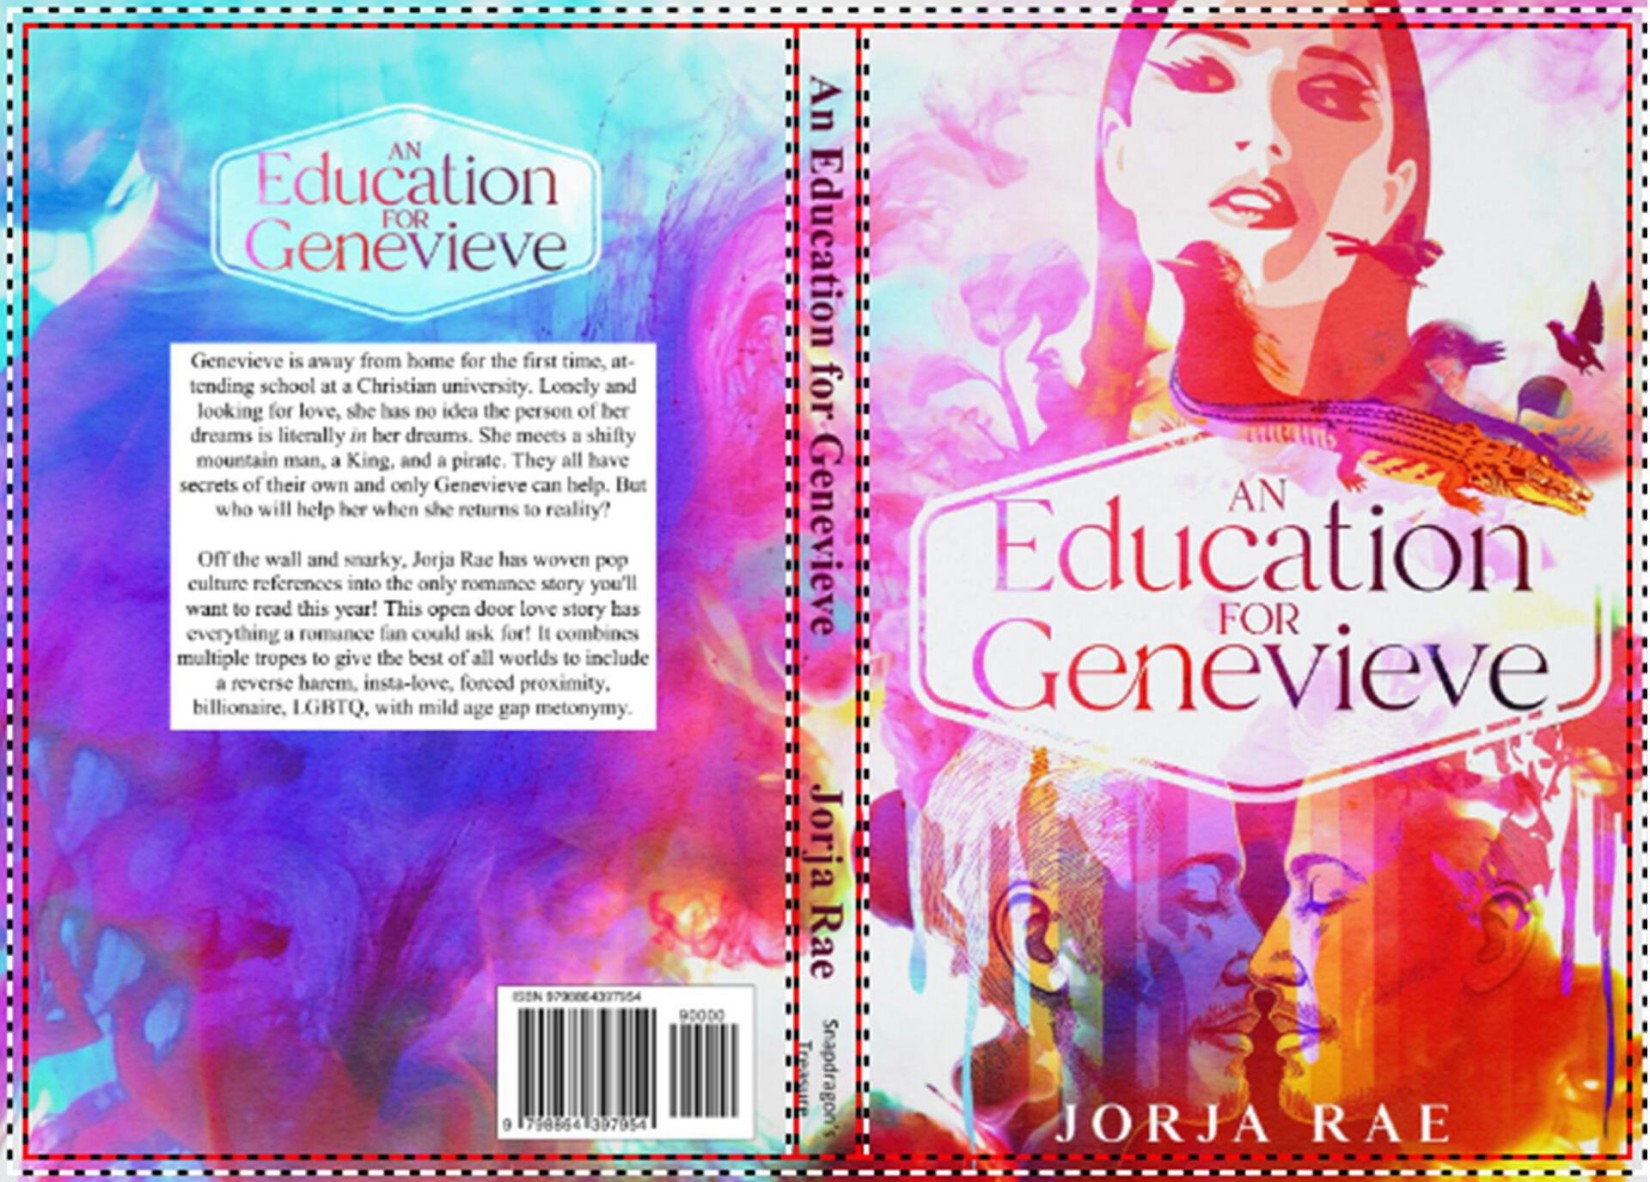 AN
Education
FOR
Genevieve
Genevieve is away from home for the first time, at-
tending school at a Christian university. Lonely and
looking for love, she has no idea the person of her
dreams is literally in her dreams. She meets a shifty
mountain man, a King, and a pirate. They all have
secrets of their own and only Genevieve can help. But
who will help her when she returns to reality?
Off the wall and snarky, Jorja Rae has woven pop
culture references into the only romance story you'll
want to read this year! This open door love story has
everything a romance fan could ask for! It combines
multiple tropes to give the best of all worlds to include
a reverse harem, insta-love, forced proximity,
billionaire, LGBTQ, with mild age gap metonymy.
ISBN 9798864397954
90000
9 798864 397954
An Education for Genevieve
Jorja Rae
Snapdragon's
Treasure
AN
Education
FOR
Genevieve
JORJA RAE